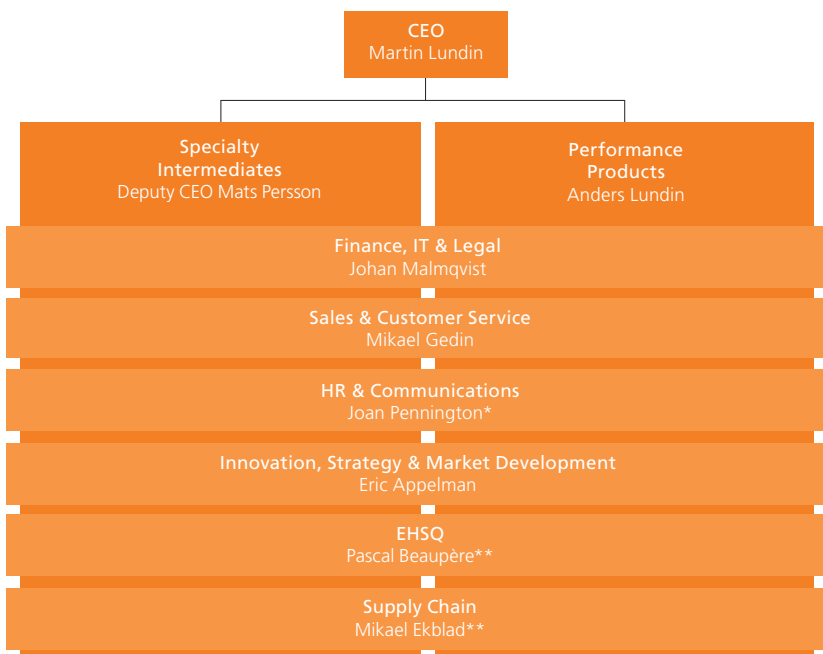 CEO
Martin Lundin
Specialty
Intermediates
Deputy CEO Mats Persson
Performance
Products
Anders Lundin
Finance, IT & Legal
Johan Malmqvist
Sales & Customer Service
Mikael Gedin
HR & Communications
Joan Pennington*
Innovation, Strategy & Market Development
Eric Appelman
EHSQ
Pascal Beaupère**
Supply Chain
Mikael Ekblad**